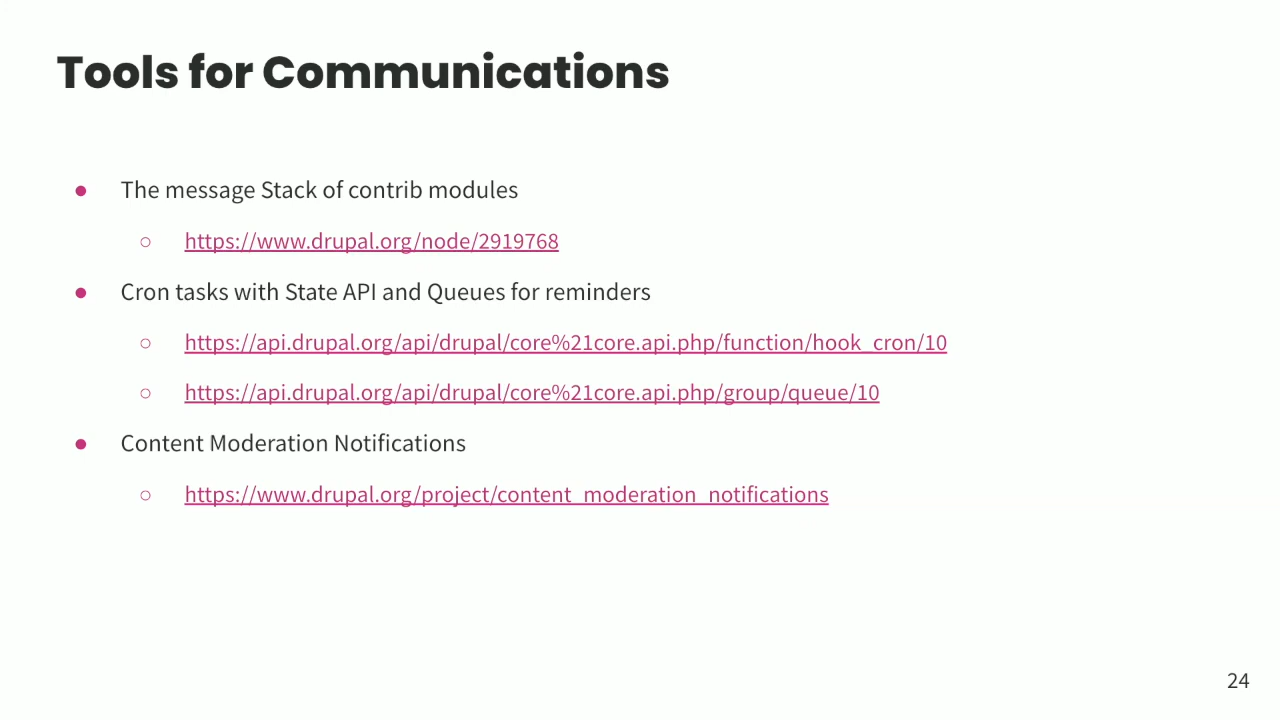 Tools for Communications
● The message Stack of contrib modules
○ https://www.drupal.org/node/2919768
● Cron tasks with State API and Queues for reminders
○ https://api.drupal.org/api/drupal/core%21core.api.php/function/hook_cron/10
○ https://api.drupal.org/api/drupal/core%21core.api.php/group/queue/10
● Content Moderation Notifications
○ https://www.drupal.org/project/content_moderation_notifications
24